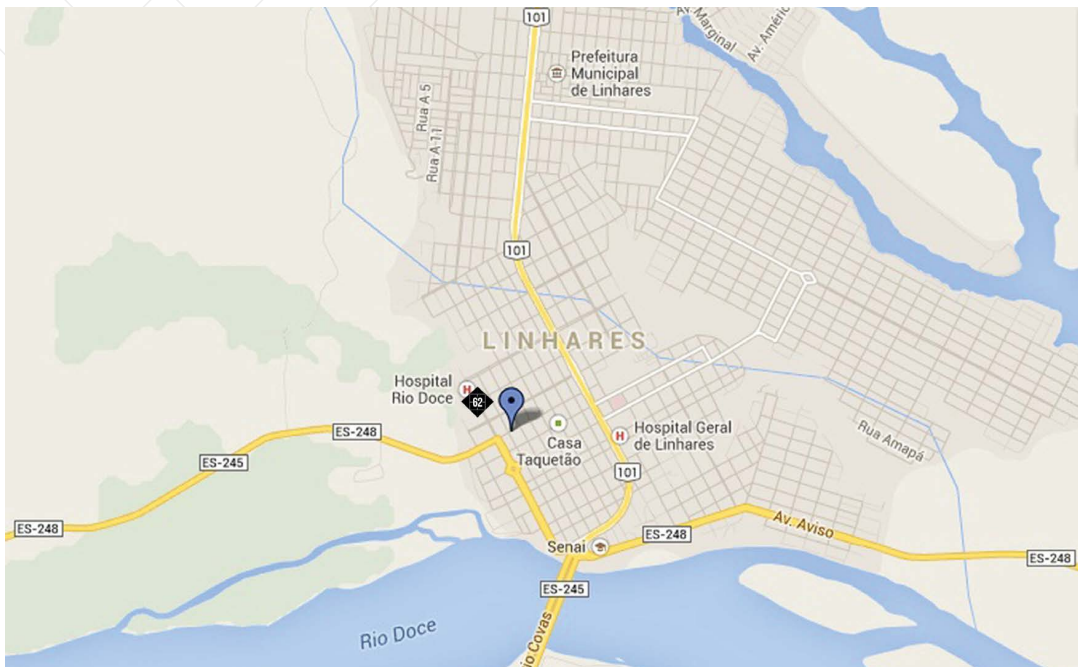 101
Av. Marginal
Av. Améric
Prefeitura
Municipal
de Linhares
Rua A-5
Rua A-11
101
LINHARES
Hospital
Rio Doce
H
62
Casa
Taquetão
H
Hospital Geral
de Linhares
Rua Amapá
ES-248
ES-245
101
ES-248
Av. Aviso
Senai
ES-248
ES-248
ES-245
Rio Doce
io Covas